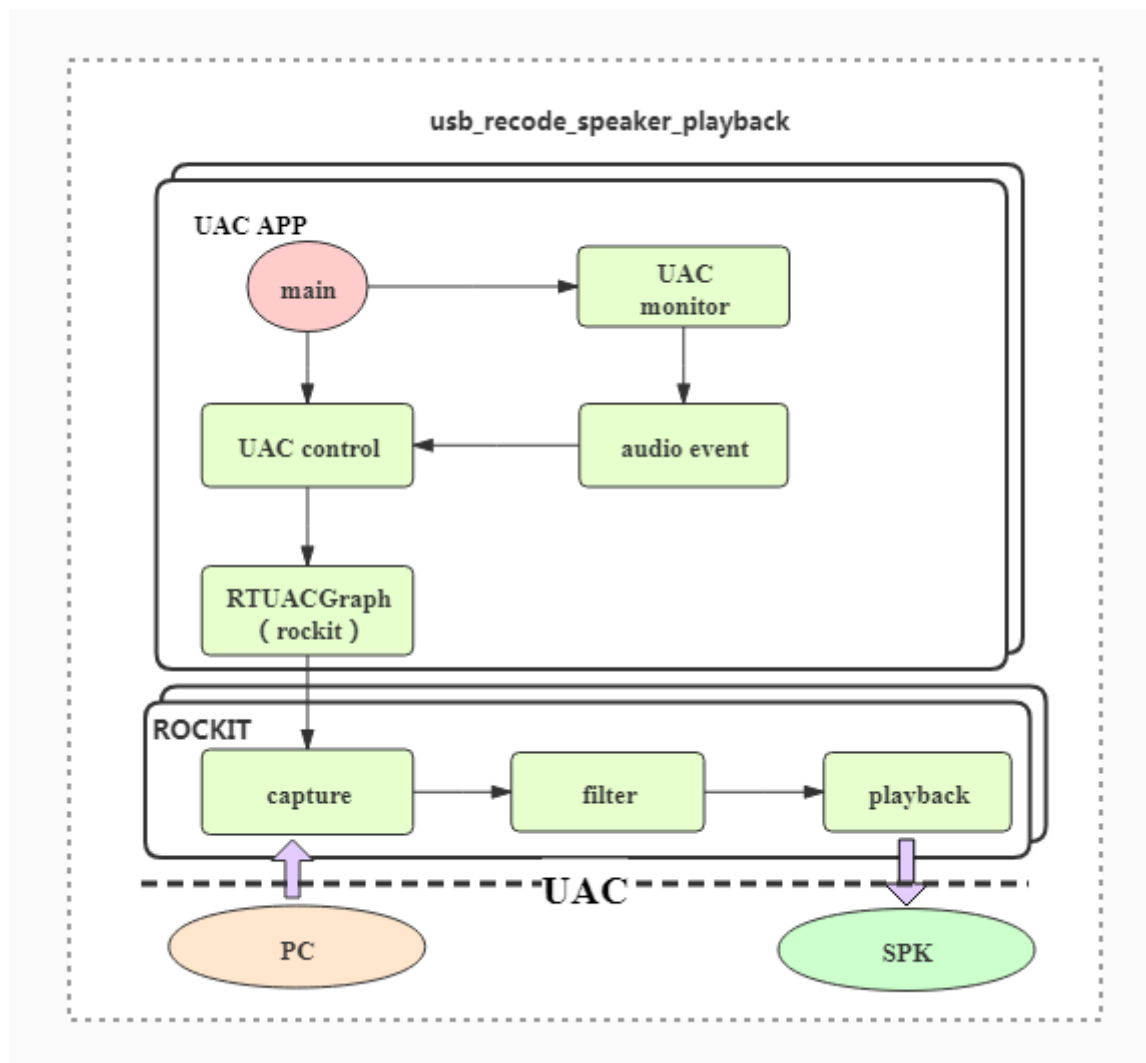 usb_recode_speaker_playback
UAC APP
main
UAC
monitor
UAC control
audio event
RTUACGraph
( rockit )
ROCKIT
capture
filter
playback
UAC
PC
SPK